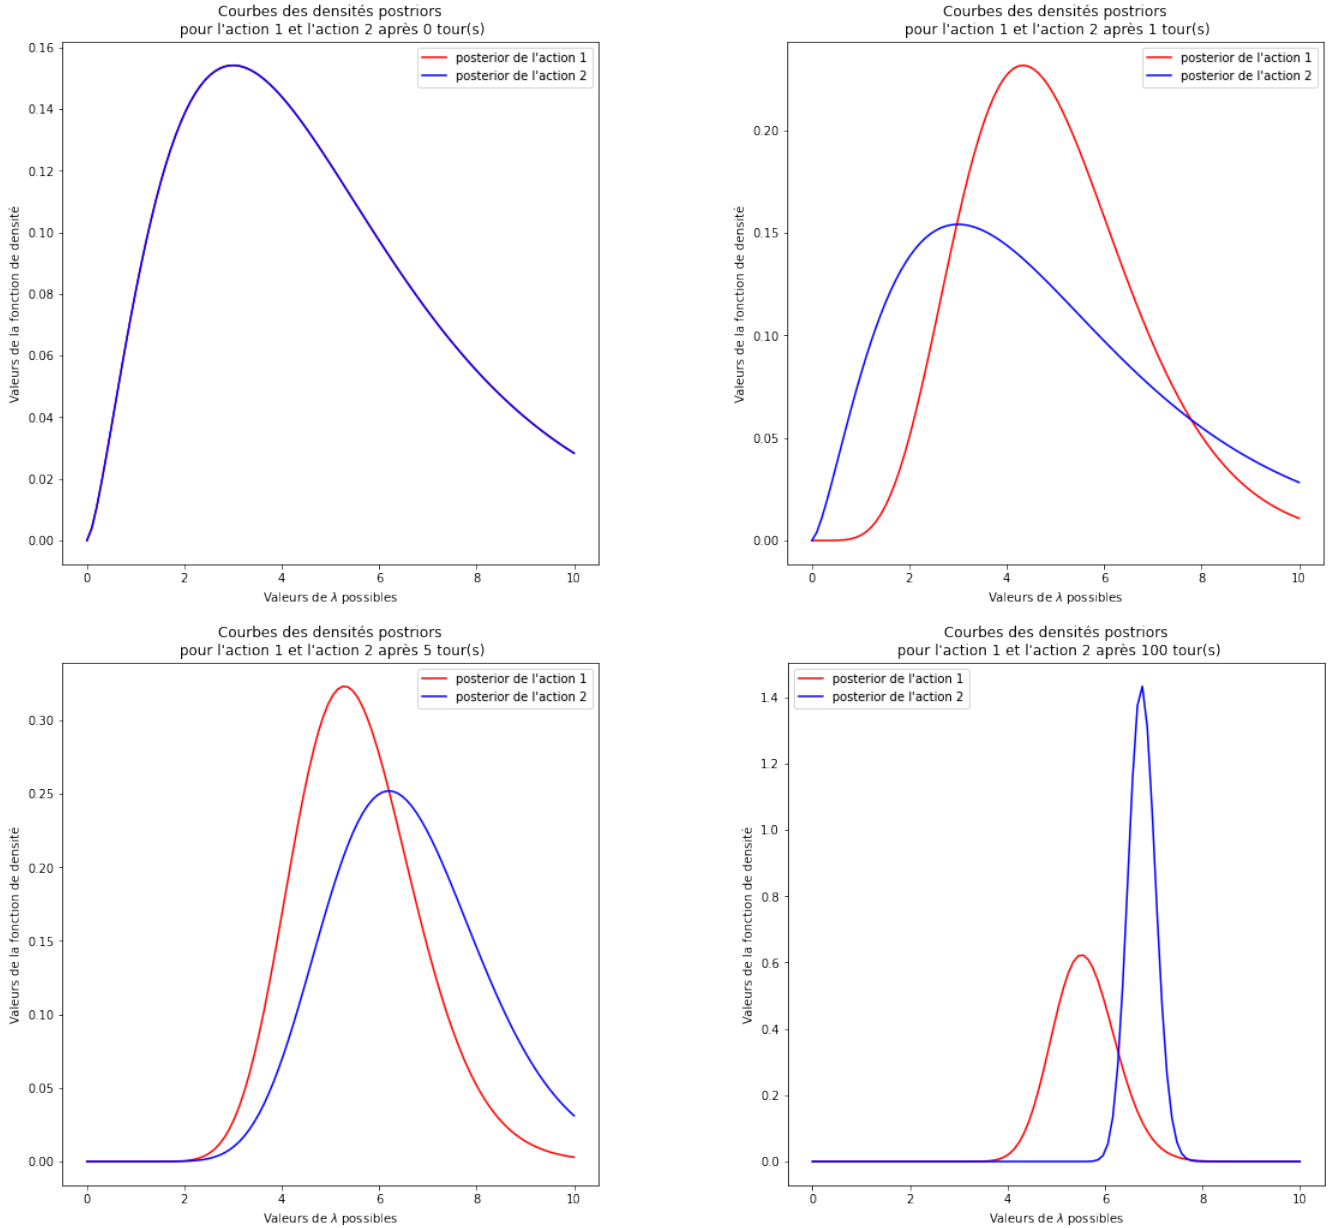 Courbes des densités postriors
pour l'action 1 et l'action 2 après 0 tour(s)
posterior de l'action 1
posterior de l'action 2
Valeurs de la fonction de densité
0.16
0.14
0.12
0.10
0.08
0.06
0.04
0.02
0.00
0 2 4 6 8 10
Valeurs de λ possibles
Courbes des densités postriors
pour l'action 1 et l'action 2 après 1 tour(s)
posterior de l'action 1
posterior de l'action 2
Valeurs de la fonction de densité
0.20
0.15
0.10
0.05
0.00
0 2 4 6 8 10
Valeurs de λ possibles
Courbes des densités postriors
pour l'action 1 et l'action 2 après 5 tour(s)
posterior de l'action 1
posterior de l'action 2
Valeurs de la fonction de densité
0.30
0.25
0.20
0.15
0.10
0.05
0.00
0 2 4 6 8 10
Valeurs de λ possibles
Courbes des densités postriors
pour l'action 1 et l'action 2 après 100 tour(s)
posterior de l'action 1
posterior de l'action 2
Valeurs de la fonction de densité
1.4
1.2
1.0
0.8
0.6
0.4
0.2
0.0
0 2 4 6 8 10
Valeurs de λ possibles